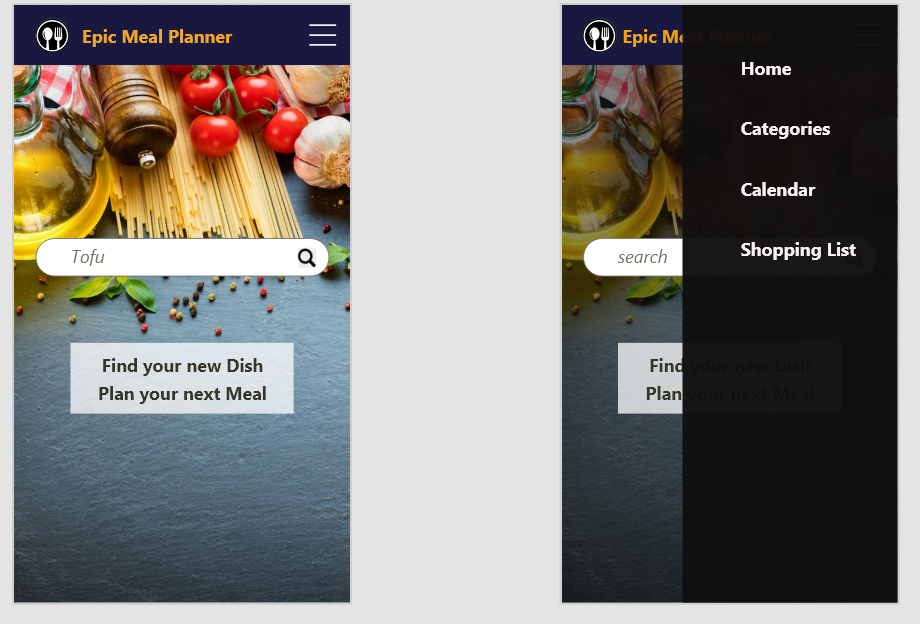 Epic Meal Planner
Tofu
Find your new Dish
Plan your next Meal
Epic Meal Planner
Home
Categories
Calendar
Shopping List
search
Find your new Dish
Plan your next Meal